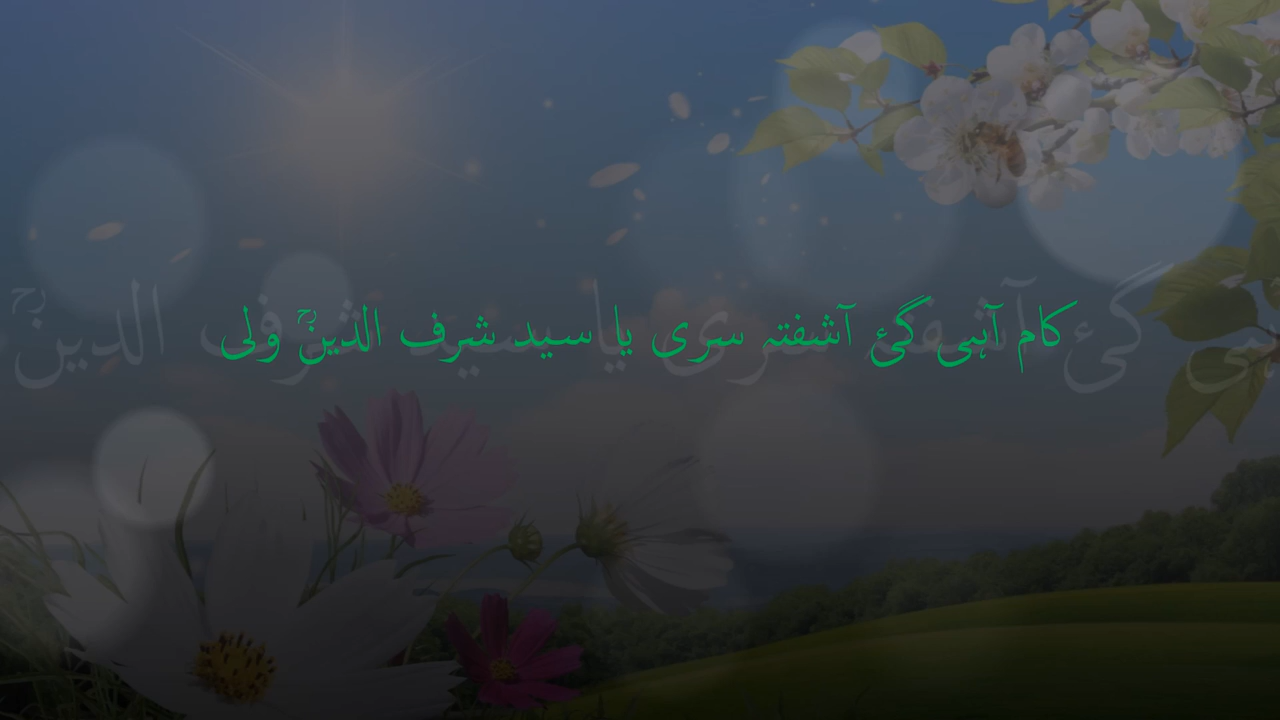 کام آہی گئ آشفتہ سری یا سید شرف الدینؒ ولی